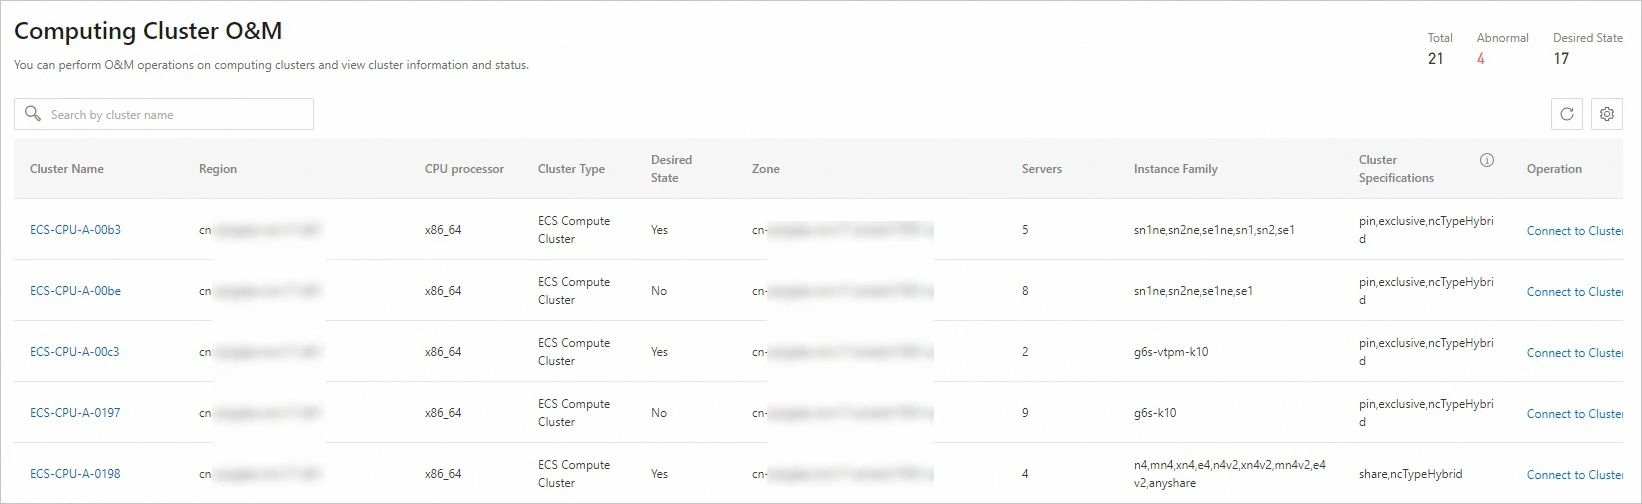 Computing Cluster O&M
You can perform O&M operations on computing clusters and view cluster information and status.
Total Abnormal Desired State
21 4 17
Search by cluster name
Cluster Name Region CPU processor Cluster Type Desired State Zone Servers Instance Family Cluster Specifications Operation
ECS-CPU-A-00b3 cn- x86_64 ECS Compute Cluster Yes cn- 5 sn1ne,sn2ne,se1ne,sn1,sn2,se1 pin,exclusive,ncTypeHybrid Connect to Cluster
ECS-CPU-A-00be cn- x86_64 ECS Compute Cluster No cn- 8 sn1ne,sn2ne,se1ne,se1 pin,exclusive,ncTypeHybrid Connect to Cluster
ECS-CPU-A-00c3 cn- x86_64 ECS Compute Cluster Yes cn- 2 g6s-vtpm-k10 pin,exclusive,ncTypeHybrid Connect to Cluster
ECS-CPU-A-0197 cn- x86_64 ECS Compute Cluster No cn- 9 g6s-k10 pin,exclusive,ncTypeHybrid Connect to Cluster
ECS-CPU-A-0198 cn- x86_64 ECS Compute Cluster Yes cn- 4 n4,mn4,xn4,e4,n4v2,xn4v2,mn4v2,e4v2,anyshare share,ncTypeHybrid Connect to Cluster